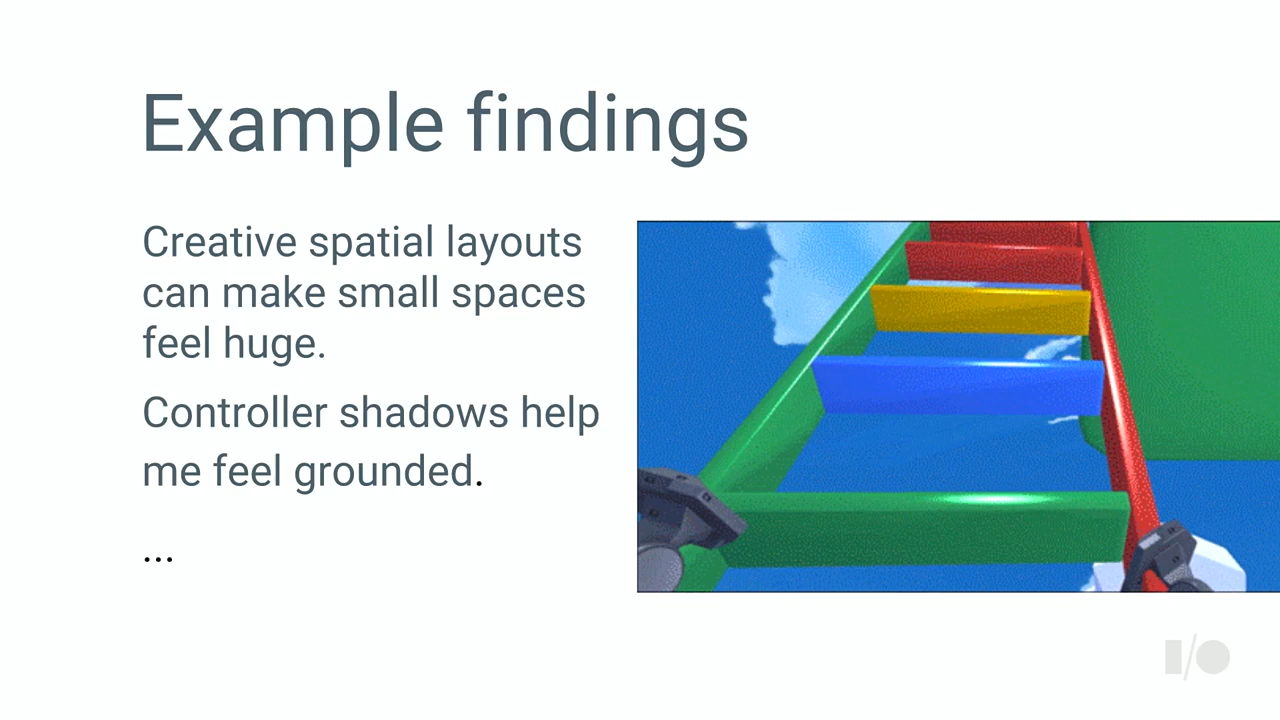 Example findings
Creative spatial layouts
can make small spaces
feel huge.
Controller shadows help
me feel grounded.
...
I/O